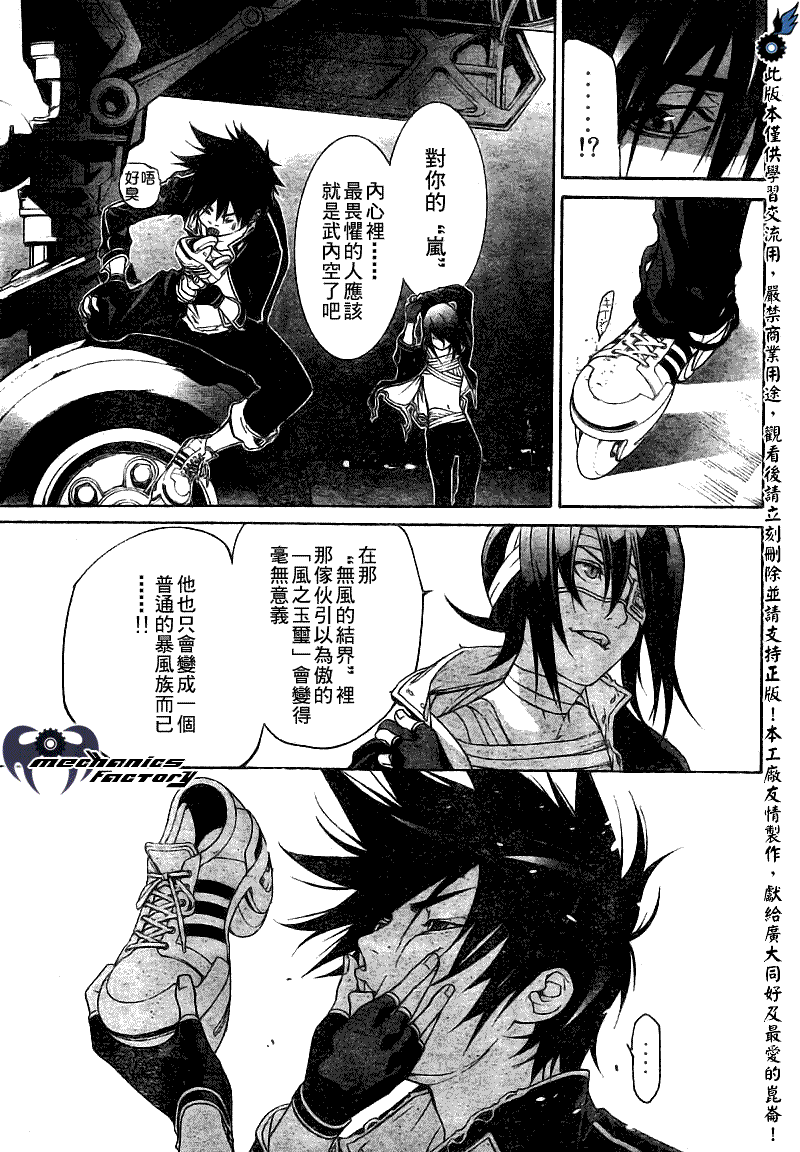 ……!?
キーン
對你的“嵐”
內心裡……
最畏懼的人應該
就是武內空了吧
唔
好臭
在那
“無風的結界”裡
那傢伙引以為傲的
「風之玉璽」會變得
毫無意義
他也只會變成一個
普通的暴風族而已
……!!
mechanics
factory
……
此版本僅供學習交流用，嚴禁商業用途，觀看後請立刻刪除並請支持正版！本工廠友情製作，獻給廣大同好及最愛的崑崙！